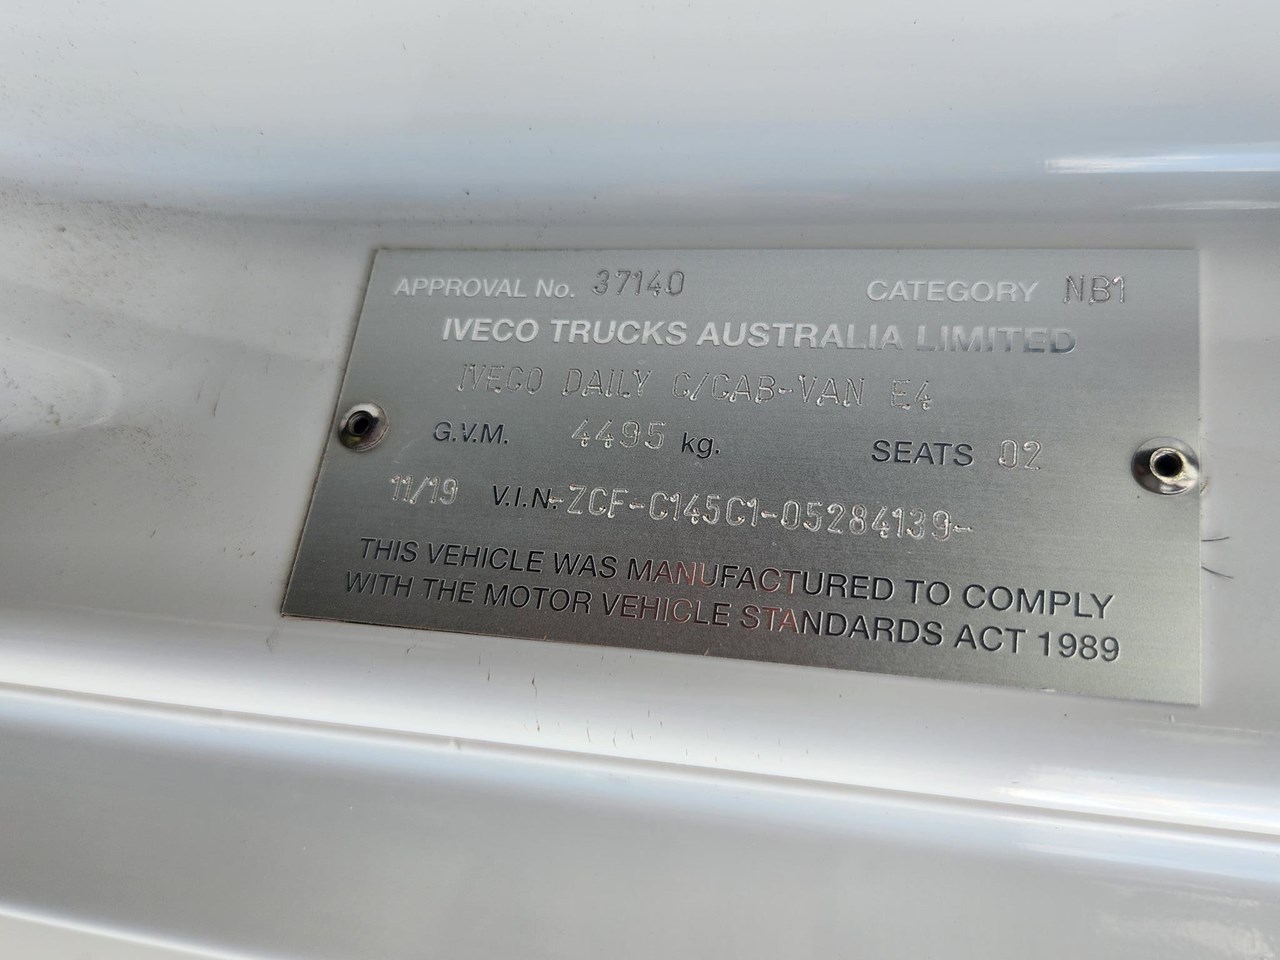 APPROVAL No. 37140 CATEGORY NB1
IVECO TRUCKS AUSTRALIA LIMITED
IVECO DAILY C/CAB-VAN E4
G.V.M. 4495 kg. SEATS 02
11/19 V.I.N.-ZCF-C145C1-05284139-
THIS VEHICLE WAS MANUFACTURED TO COMPLY
WITH THE MOTOR VEHICLE STANDARDS ACT 1989